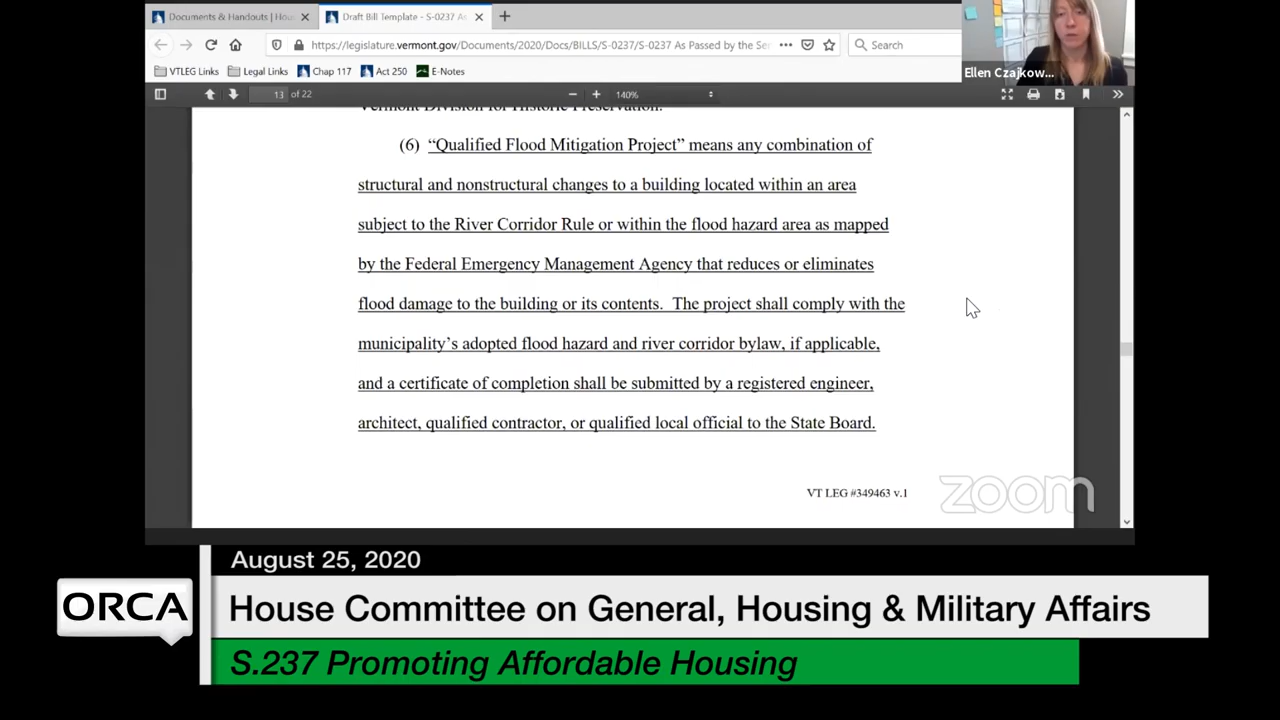 Documents & Handouts | Hou
Draft Bill Template - S-0237 As
https://legislature.vermont.gov/Documents/2020/Docs/BILLS/S-0237/S-0237 As Passed by the Se
Search
VTLEG Links
Legal Links
Chap 117
Act 250
E-Notes
Ellen Czajkow...
13 of 22
140%
Vermont Division for Historic Preservation.
(6) “Qualified Flood Mitigation Project” means any combination of
structural and nonstructural changes to a building located within an area
subject to the River Corridor Rule or within the flood hazard area as mapped
by the Federal Emergency Management Agency that reduces or eliminates
flood damage to the building or its contents. The project shall comply with the
municipality’s adopted flood hazard and river corridor bylaw, if applicable,
and a certificate of completion shall be submitted by a registered engineer,
architect, qualified contractor, or qualified local official to the State Board.
VT LEG #349463 v.1
zoom
August 25, 2020
ORCA
House Committee on General, Housing & Military Affairs
S.237 Promoting Affordable Housing